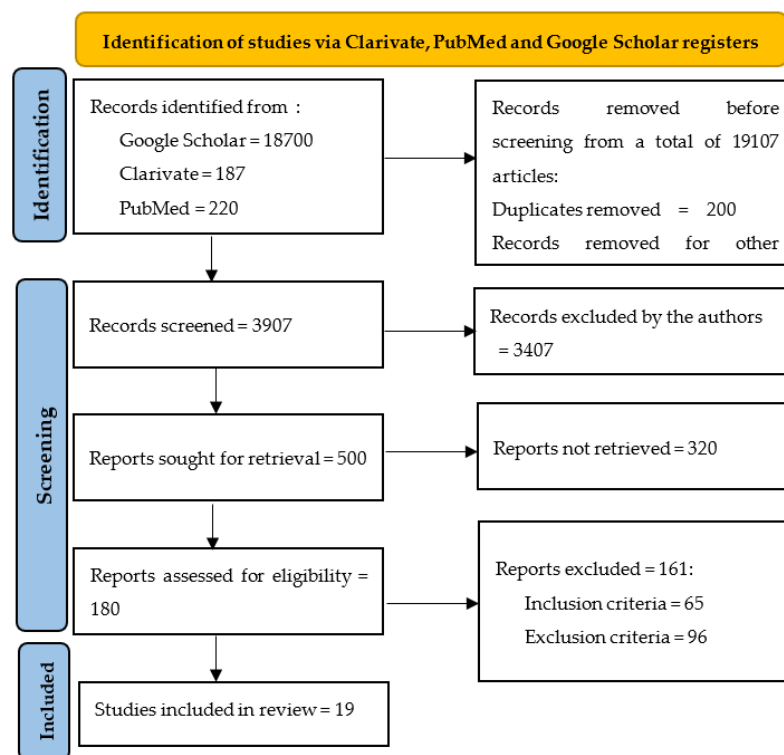 Identification of studies via Clarivate, PubMed and Google Scholar registers
Identification
Records identified from :
Google Scholar = 18700
Clarivate = 187
PubMed = 220
Records removed before
screening from a total of 19107
articles:
Duplicates removed = 200
Records removed for other
Screening
Records screened = 3907
Records excluded by the authors
= 3407
Reports sought for retrieval = 500
Reports not retrieved = 320
Reports assessed for eligibility =
180
Reports excluded = 161:
Inclusion criteria = 65
Exclusion criteria = 96
Included
Studies included in review = 19